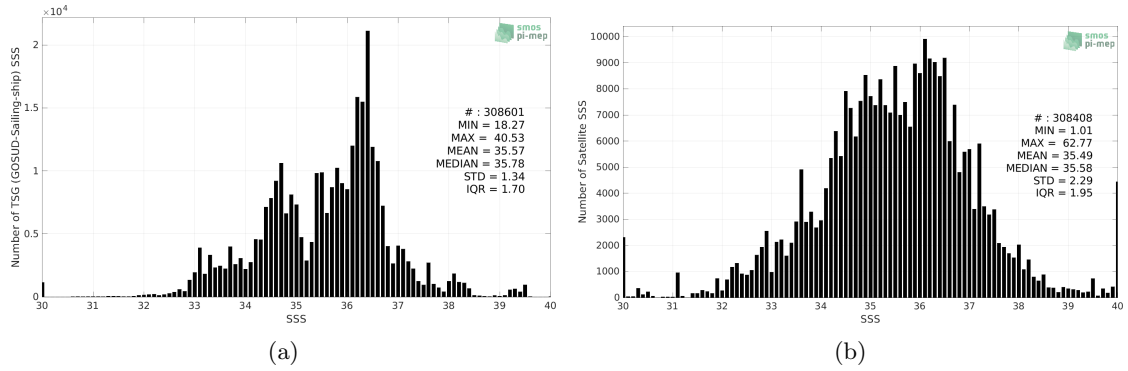 ×10⁴
smos
pi-mep
2
1.5
1
0.5
0
Number of TSG (GOSUD-Sailing-ship) SSS
# : 308601
MIN = 18.27
MAX = 40.53
MEAN = 35.57
MEDIAN = 35.78
STD = 1.34
IQR = 1.70
30 31 32 33 34 35 36 37 38 39 40
SSS
(a)
smos
pi-mep
10000
9000
8000
7000
6000
5000
4000
3000
2000
1000
0
Number of Satellite SSS
# : 308408
MIN = 1.01
MAX = 62.77
MEAN = 35.49
MEDIAN = 35.58
STD = 2.29
IQR = 1.95
30 31 32 33 34 35 36 37 38 39 40
SSS
(b)